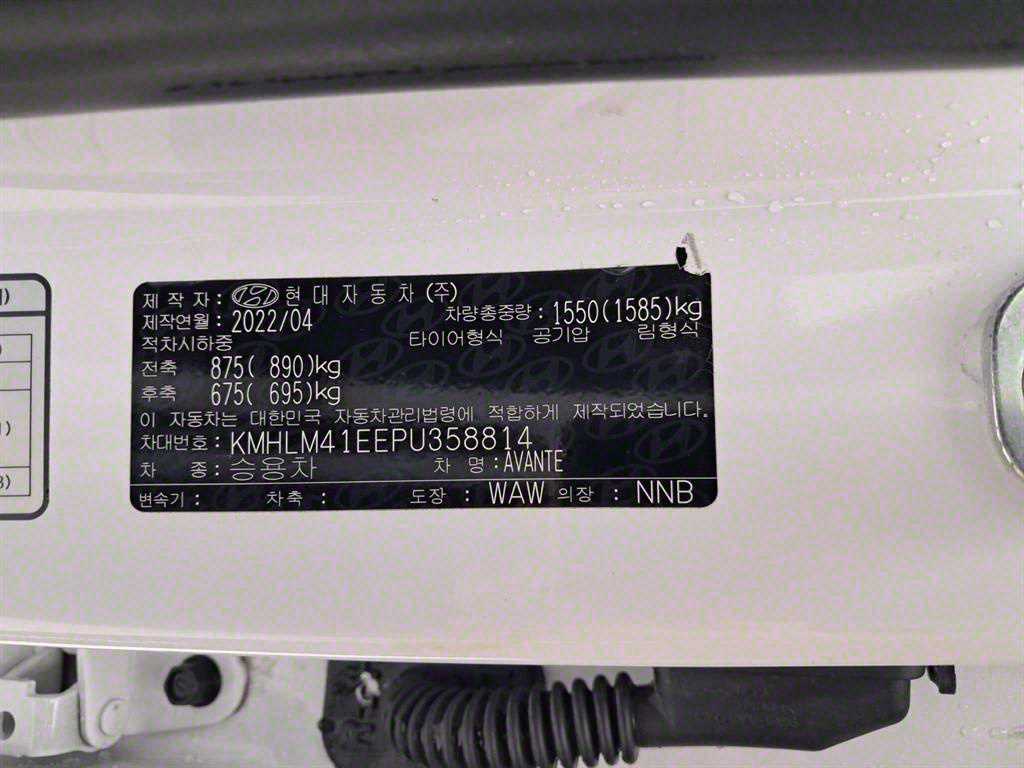 제 작 자 : 현 대 자 동 차 (주)
제작연월 : 2022/04 차량총중량 : 1550(1585)kg
적차시하중 타이어형식 공기압 림형식
전축 875( 890)kg
후축 675( 695)kg
이 자동차는 대한민국 자동차관리법령에 적합하게 제작되었습니다.
차대번호 : KMHLM41EEPU358814
차 종 : 승용차 차 명 : AVANTE
변속기 : 차축 : 도장 : WAW 의장 : NNB